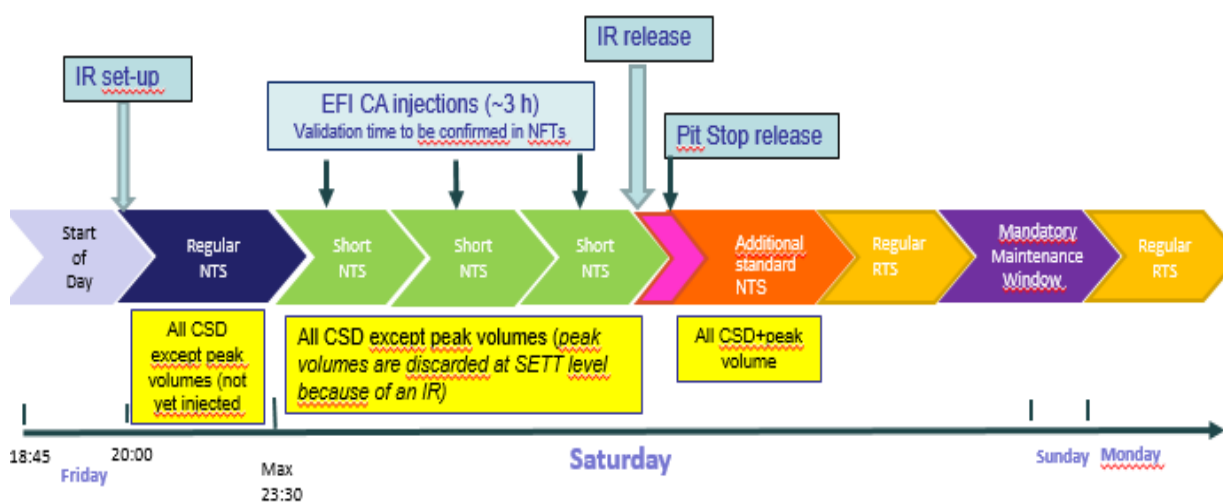 IR set-up
EFI CA injections (~3 h)
Validation time to be confirmed in NFTs
IR release
Pit Stop release
Start
of
Day
Regular
NTS
Short
NTS
Short
NTS
Short
NTS
Additional
standard
NTS
Regular
RTS
Mandatory
Maintenance
Window
Regular
RTS
All CSD
except peak
volumes (not
yet injected
All CSD except peak volumes (peak
volumes are discarded at SETT level
because of an IR)
All CSD+peak
volume
18:45
Friday
20:00
Max
23:30
Saturday
Sunday
Monday